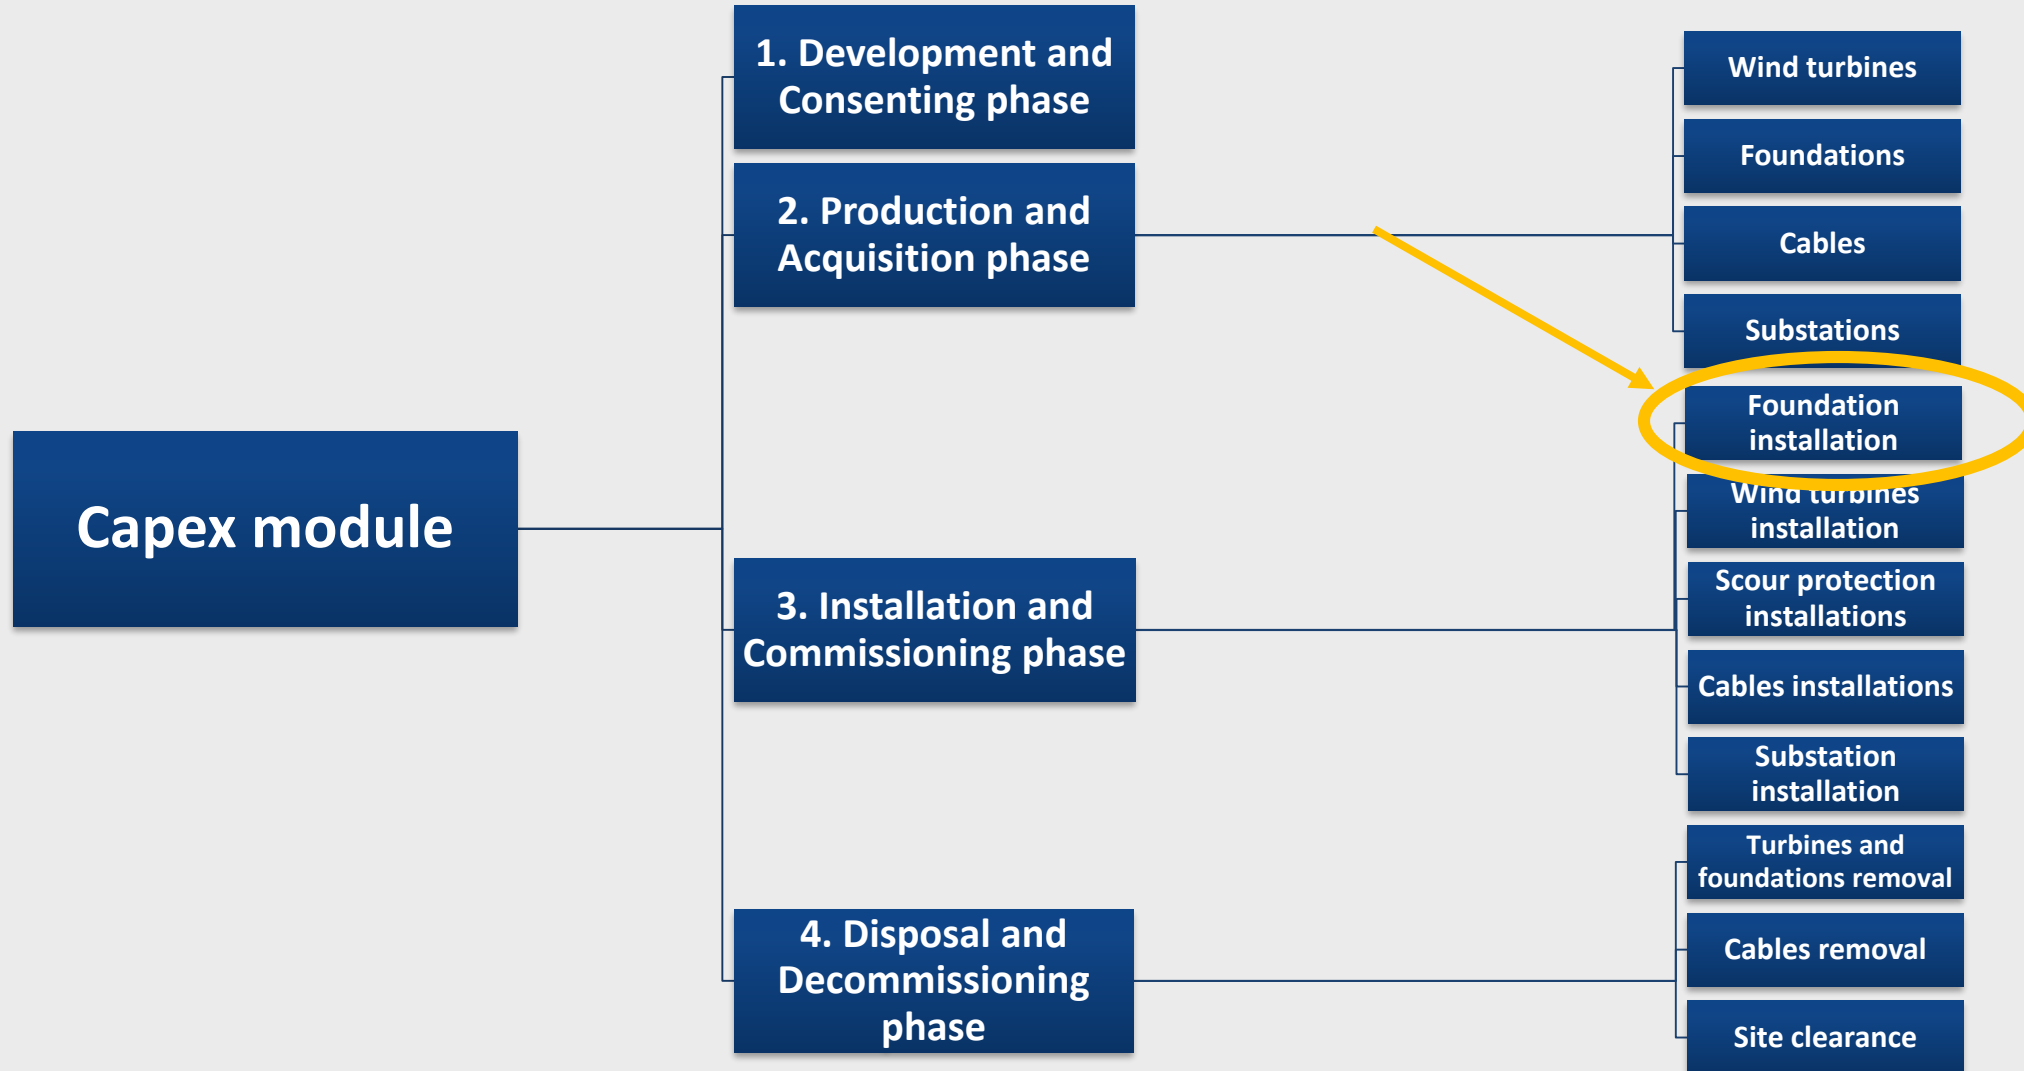 Capex module
1. Development and
Consenting phase
2. Production and
Acquisition phase
3. Installation and
Commissioning phase
4. Disposal and
Decommissioning
phase
Wind turbines
Foundations
Cables
Substations
Foundation
installation
Wind turbines
installation
Scour protection
installations
Cables installations
Substation
installation
Turbines and
foundations removal
Cables removal
Site clearance